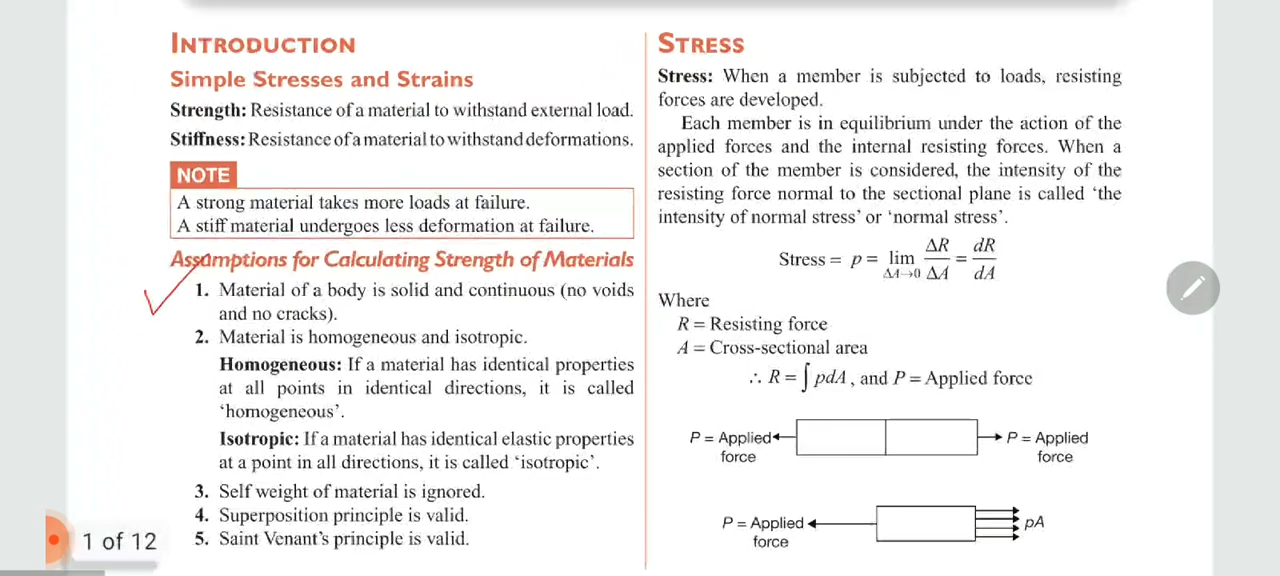 INTRODUCTION
Simple Stresses and Strains
Strength: Resistance of a material to withstand external load.
Stiffness: Resistance of a material to withstand deformations.
NOTE
A strong material takes more loads at failure.
A stiff material undergoes less deformation at failure.
Assumptions for Calculating Strength of Materials
1. Material of a body is solid and continuous (no voids
and no cracks).
2. Material is homogeneous and isotropic.
Homogeneous: If a material has identical properties
at all points in identical directions, it is called
‘homogeneous’.
Isotropic: If a material has identical elastic properties
at a point in all directions, it is called ‘isotropic’.
3. Self weight of material is ignored.
4. Superposition principle is valid.
5. Saint Venant’s principle is valid.
1 of 12
STRESS
Stress: When a member is subjected to loads, resisting
forces are developed.
Each member is in equilibrium under the action of the
applied forces and the internal resisting forces. When a
section of the member is considered, the intensity of the
resisting force normal to the sectional plane is called ‘the
intensity of normal stress’ or ‘normal stress’.
Stress = p = lim ΔA→0 ΔR/ΔA = dR/dA
Where
R = Resisting force
A = Cross-sectional area
∴ R = ∫ pdA, and P = Applied force
P = Applied
force
P = Applied
force
P = Applied
force
pA